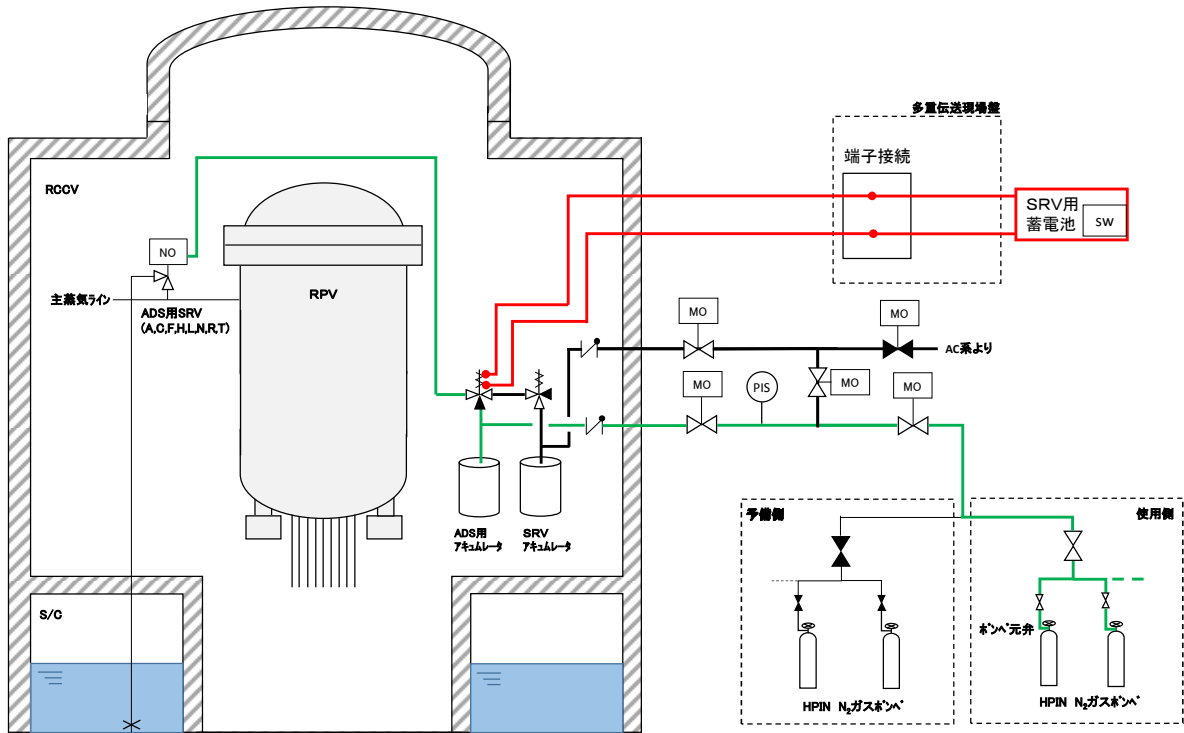 多重伝送現場盤
端子接続
RCCV
SRV用
蓄電池
SW
NO
RPV
主蒸気ライン
ADS用SRV
(A,C,F,H,L,N,R,T)
MO
MO
AC系より
MO
PIS
MO
MO
ADS用
ｱｷｭﾑﾚｰﾀ
SRV
ｱｷｭﾑﾚｰﾀ
予備側
使用側
S/C
ﾎﾞﾝﾍﾞ元弁
HPIN N₂ガスﾎﾞﾝﾍﾞ
HPIN N₂ガスﾎﾞﾝﾍﾞ